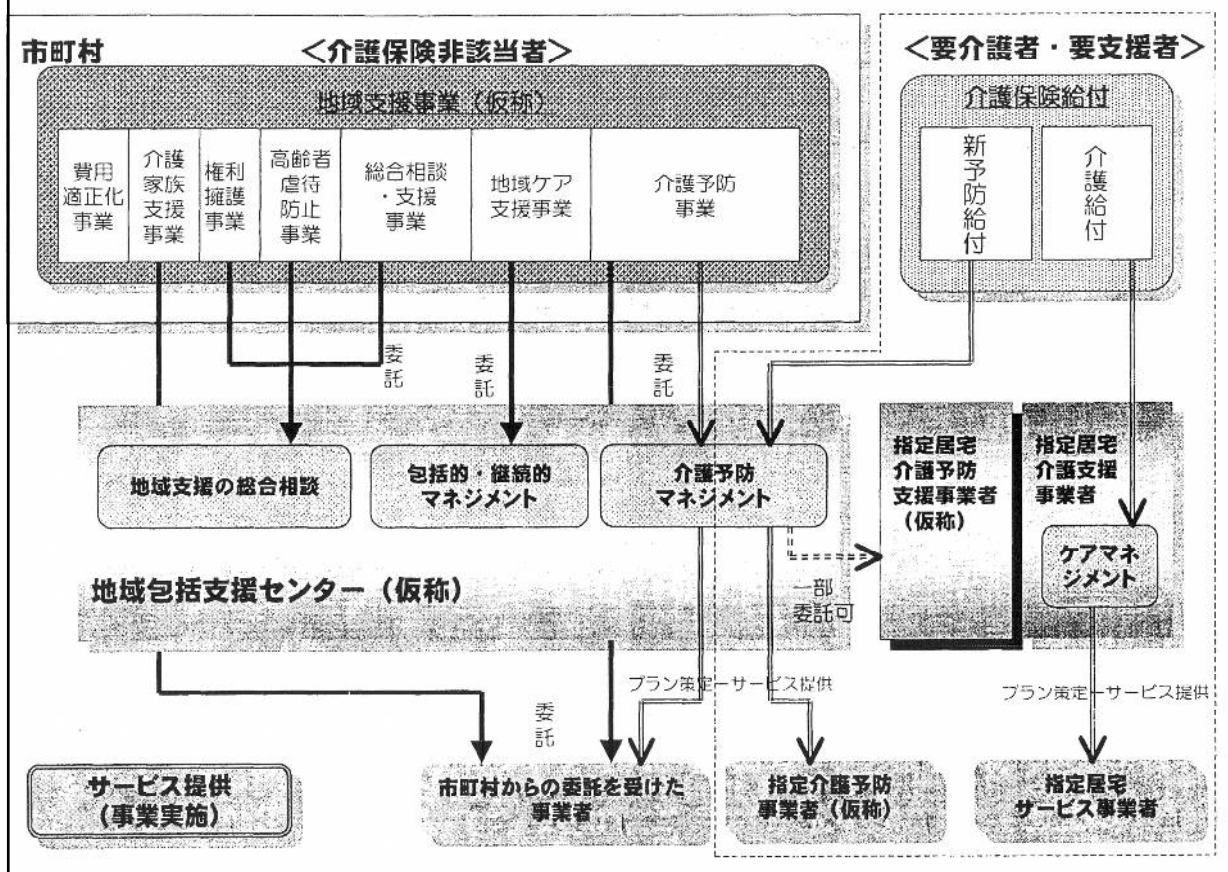 市町村
＜介護保険非該当者＞
＜要介護者・要支援者＞
地域支援事業（仮称）
介護保険給付
費用
適正化
事業
介護
家族
支援
事業
権利
擁護
事業
高齢者
虐待
防止
事業
総合相談
・支援
事業
地域ケア
支援事業
介護予防
事業
新予防給付
介護給付
委託
委託
委託
地域支援の総合相談
包括的・継続的
マネジメント
介護予防
マネジメント
指定居宅
介護予防
支援事業者
（仮称）
指定居宅
介護支援
事業者
ケアマネ
ジメント
地域包括支援センター（仮称）
一部
委託可
プラン策定ーサービス提供
プラン策定ーサービス提供
委託
サービス提供
（事業実施）
市町村からの委託を受けた
事業者
指定介護予防
事業者（仮称）
指定居宅
サービス事業者